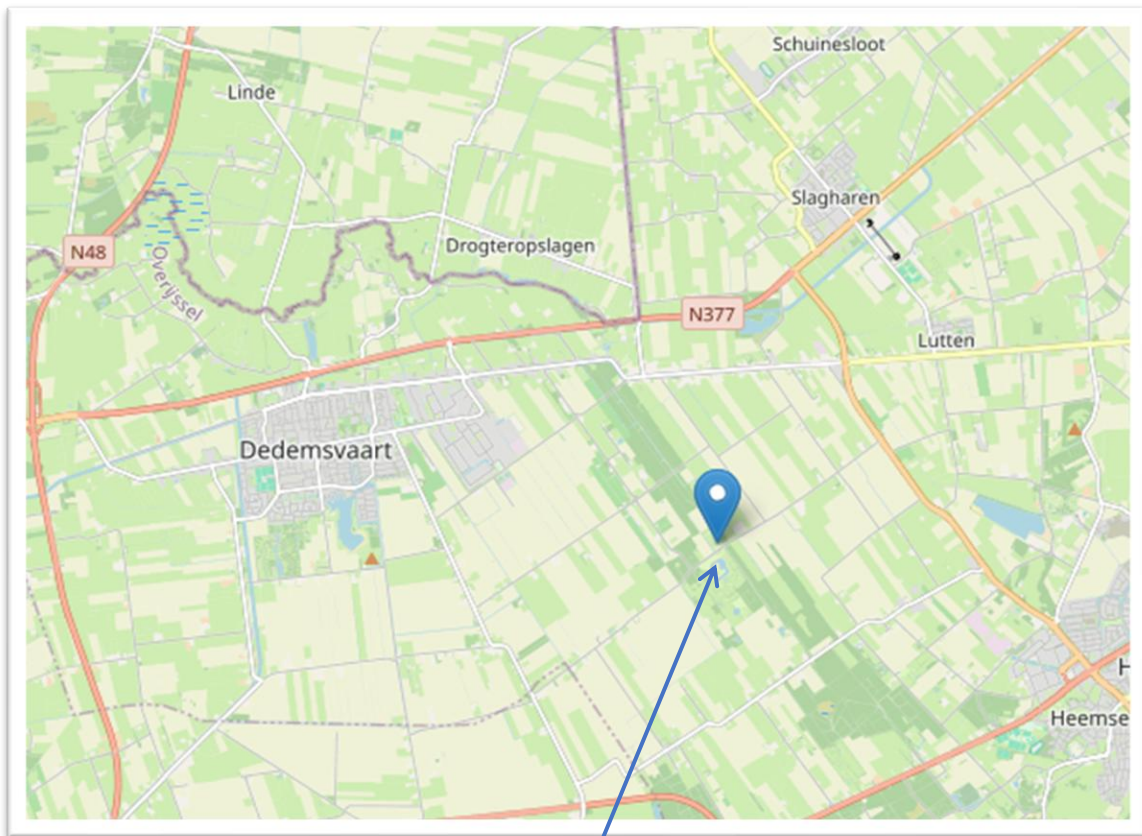 Schuinesloot
Linde
Slagharen
N48
Drogteropslagen
Overijssel
N377
Lutten
Dedemsvaart
H
Heemse